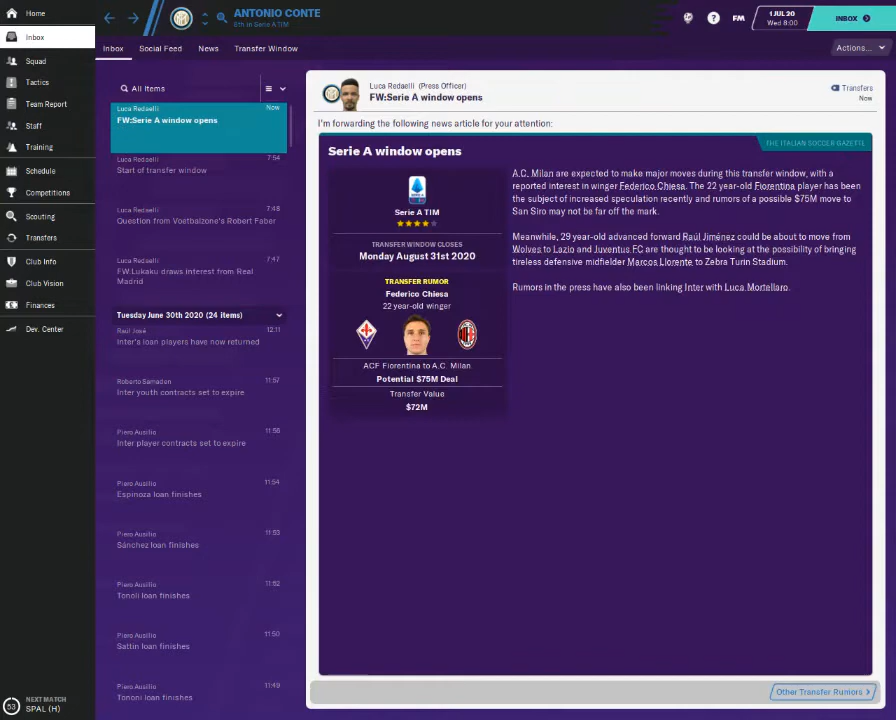 Home
Inbox
Squad
Tactics
Team Report
Staff
Training
Schedule
Competitions
Scouting
Transfers
Club Info
Club Vision
Finances
Dev. Center
53
NEXT MATCH
SPAL (H)
ANTONIO CONTE
6th in Serie A TIM
?
FM
1 JUL 20
Wed 8:00
INBOX
Inbox
Social Feed
News
Transfer Window
Actions...
All Items
Luca Redaelli
Now
FW:Serie A window opens
Luca Redaelli
7:54
Start of transfer window
Luca Redaelli
7:48
Question from Voetbalzone's Robert Faber
Luca Redaelli
7:47
FW:Lukaku draws interest from Real
Madrid
Tuesday June 30th 2020 (24 items)
Raúl José
12:11
Inter's loan players have now returned
Roberto Samaden
11:57
Inter youth contracts set to expire
Piero Ausilio
11:56
Inter player contracts set to expire
Piero Ausilio
11:54
Espinoza loan finishes
Piero Ausilio
11:53
Sánchez loan finishes
Piero Ausilio
11:52
Tonoli loan finishes
Piero Ausilio
11:50
Sattin loan finishes
Piero Ausilio
11:49
Tononi loan finishes
Luca Redaelli (Press Officer)
FW:Serie A window opens
Transfers
Now
I'm forwarding the following news article for your attention:
THE ITALIAN SOCCER GAZETTE
Serie A window opens
Serie A TIM
TRANSFER WINDOW CLOSES
Monday August 31st 2020
TRANSFER RUMOR
Federico Chiesa
22 year-old winger
ACF Fiorentina to A.C. Milan
Potential $75M Deal
Transfer Value
$72M
A.C. Milan are expected to make major moves during this transfer window, with a
reported interest in winger Federico Chiesa. The 22 year-old Fiorentina player has been
the subject of increased speculation recently and rumors of a possible $75M move to
San Siro may not be far off the mark.
Meanwhile, 29 year-old advanced forward Raúl Jiménez could be about to move from
Wolves to Lazio and Juventus FC are thought to be looking at the possibility of bringing
tireless defensive midfielder Marcos Llorente to Zebra Turin Stadium.
Rumors in the press have also been linking Inter with Luca Mortellaro.
Other Transfer Rumors